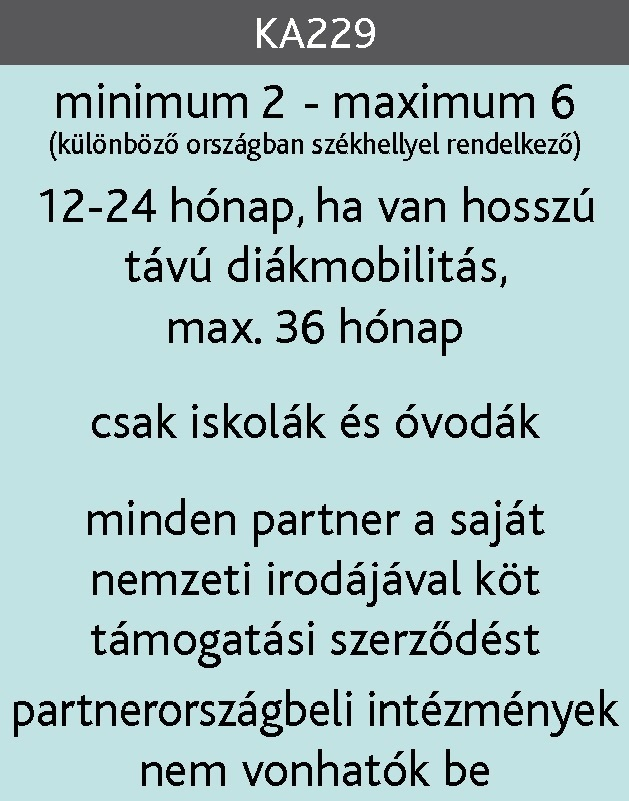 KA229
minimum 2 - maximum 6
(különböző országban székhellyel rendelkező)
12-24 hónap, ha van hosszú
távú diákmobilitás,
max. 36 hónap
csak iskolák és óvodák
minden partner a saját
nemzeti irodájával köt
támogatási szerződést
partnerországbeli intézmények
nem vonhatók be